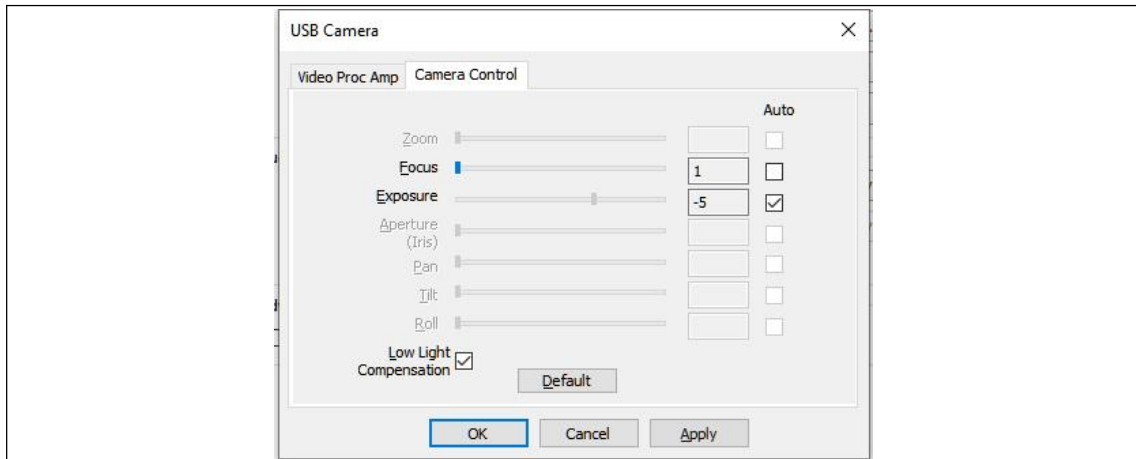 USB Camera
Video Proc Amp Camera Control
Auto
Zoom
Focus 1
Exposure -5
Aperture
(Iris)
Pan
Tilt
Roll
Low Light
Compensation
Default
OK Cancel Apply